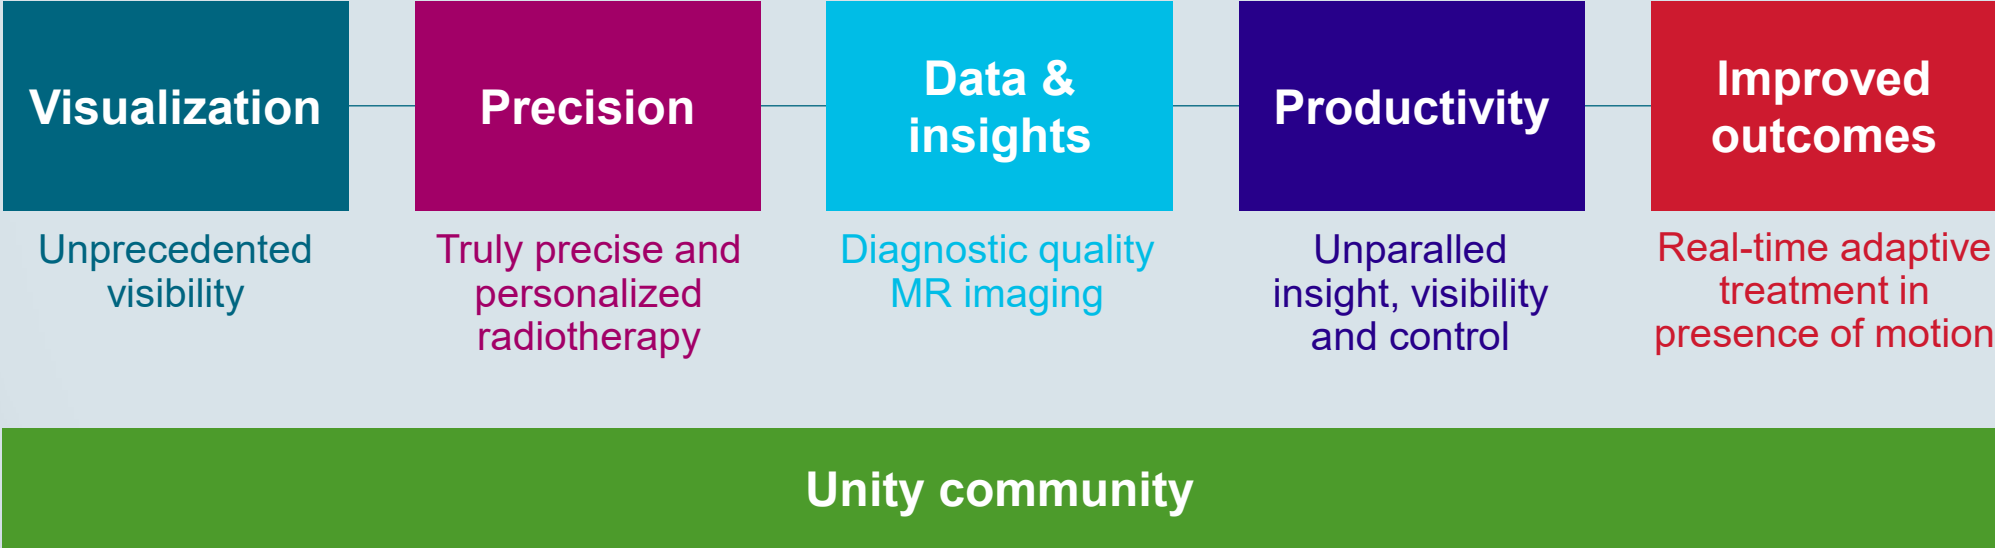 Visualization
Precision
Data &
insights
Productivity
Improved
outcomes
Unprecedented
visibility
Truly precise and
personalized
radiotherapy
Diagnostic quality
MR imaging
Unparalled
insight, visibility
and control
Real-time adaptive
treatment in
presence of motion
Unity community